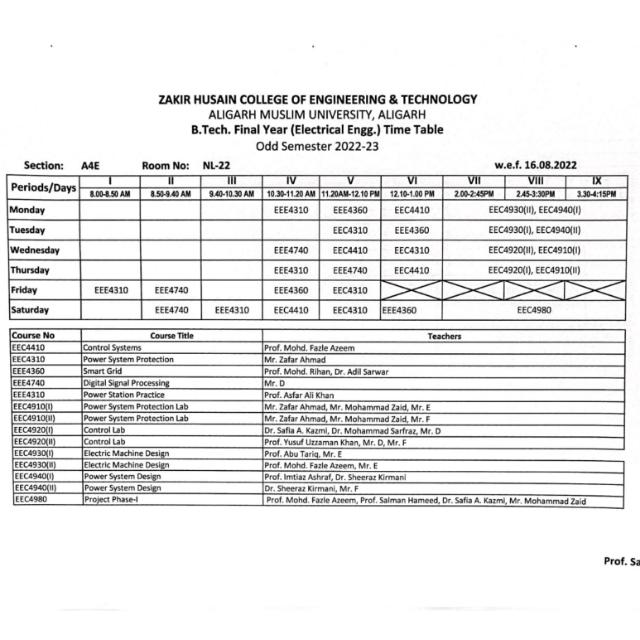 ZAKIR HUSAIN COLLEGE OF ENGINEERING & TECHNOLOGY
ALIGARH MUSLIM UNIVERSITY, ALIGARH
B.Tech. Final Year (Electrical Engg.) Time Table
Odd Semester 2022-23
Section: A4E Room No: NL-22 w.e.f. 16.08.2022
Periods/Days I II III IV V VI VII VIII IX
8.00-8.50 AM 8.50-9.40 AM 9.40-10.30 AM 10.30-11.20 AM 11.20AM-12.10 PM 12.10-1.00 PM 2.00-2:45PM 2.45-3:30PM 3.30-4:15PM
Monday EEE4310 EEE4360 EEC4410 EEC4930(II), EEC4940(I)
Tuesday EEC4310 EEE4360 EEC4930(I), EEC4940(II)
Wednesday EEE4740 EEC4410 EEC4310 EEC4920(II), EEC4910(I)
Thursday EEE4310 EEE4740 EEC4410 EEC4920(I), EEC4910(II)
Friday EEE4310 EEE4740 EEE4360 EEC4310
Saturday EEE4740 EEE4310 EEC4410 EEC4310 EEE4360 EEC4980
Course No Course Title Teachers
EEC4410 Control Systems Prof. Mohd. Fazle Azeem
EEC4310 Power System Protection Mr. Zafar Ahmad
EEE4360 Smart Grid Prof. Mohd. Rihan, Dr. Adil Sarwar
EEE4740 Digital Signal Processing Mr. D
EEE4310 Power Station Practice Prof. Asfar Ali Khan
EEC4910(I) Power System Protection Lab Mr. Zafar Ahmad, Mr. Mohammad Zaid, Mr. E
EEC4910(II) Power System Protection Lab Mr. Zafar Ahmad, Mr. Mohammad Zaid, Mr. F
EEC4920(I) Control Lab Dr. Safia A. Kazmi, Dr. Mohammad Sarfraz, Mr. D
EEC4920(II) Control Lab Prof. Yusuf Uzzaman Khan, Mr. D, Mr. F
EEC4930(I) Electric Machine Design Prof. Abu Tariq, Mr. E
EEC4930(II) Electric Machine Design Prof. Mohd. Fazle Azeem, Mr. E
EEC4940(I) Power System Design Prof. Imtiaz Ashraf, Dr. Sheeraz Kirmani
EEC4940(II) Power System Design Dr. Sheeraz Kirmani, Mr. F
EEC4980 Project Phase-I Prof. Mohd. Fazle Azeem, Prof. Salman Hameed, Dr. Safia A. Kazmi, Mr. Mohammad Zaid
Prof. Sa